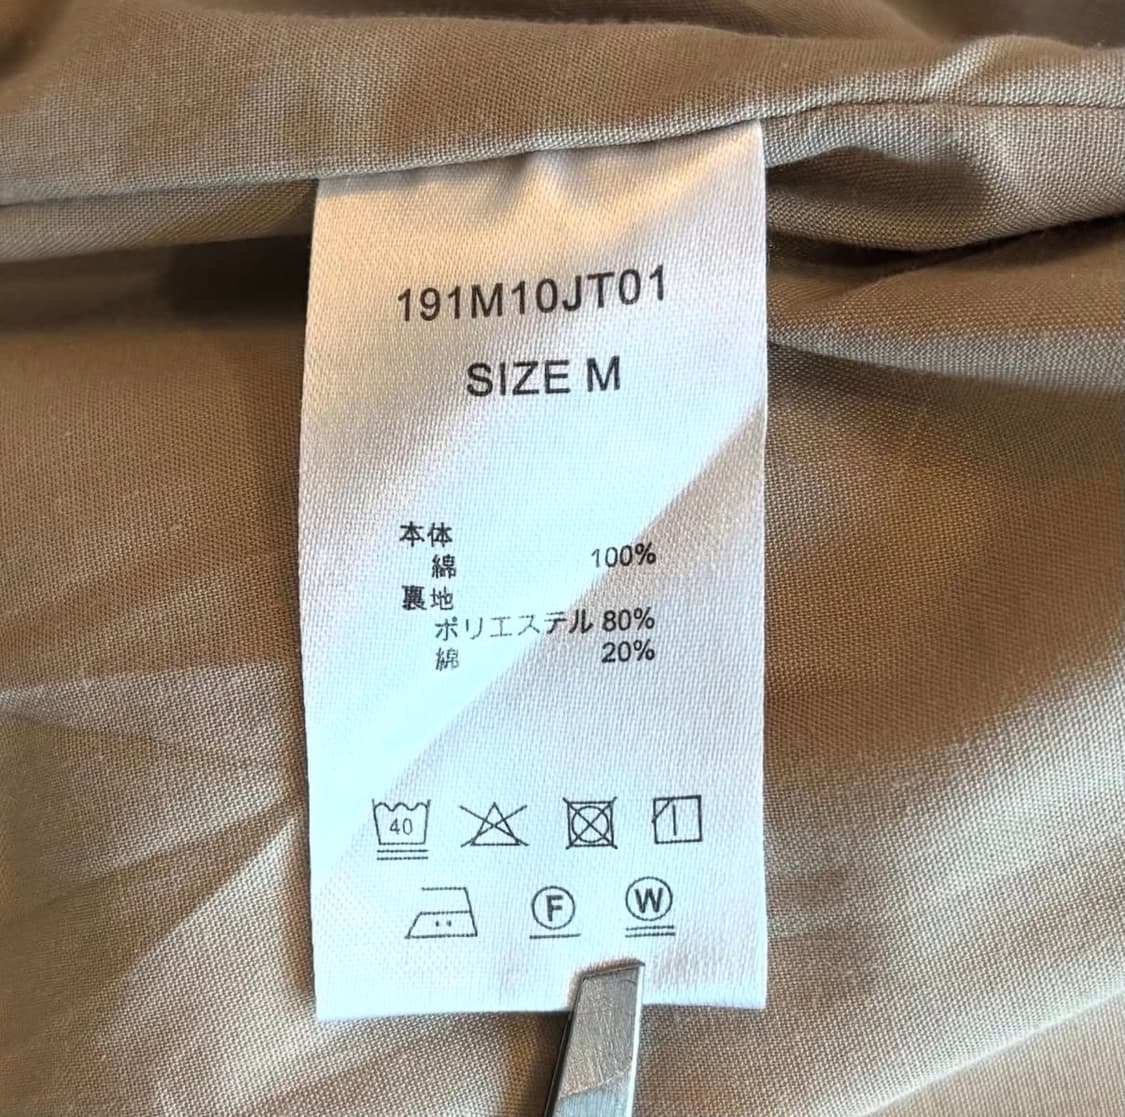 191M10JT01
SIZE M
本体
綿 100%
裏地
ポリエステル 80%
綿 20%
40
F W